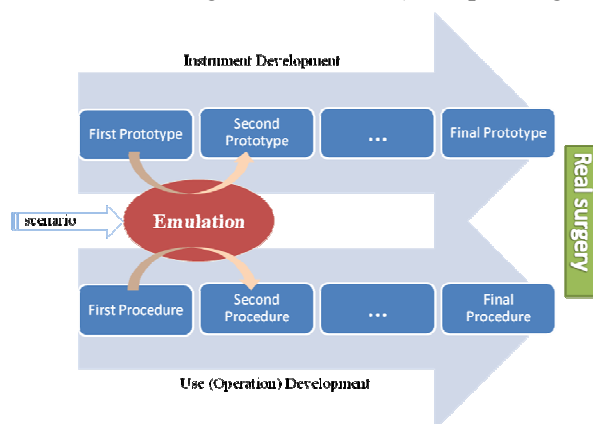 Instrument Development
First Prototype
Second
Prototype
...
Final Prototype
Real surgery
scenario
Emulation
First Procedure
Second
Procedure
...
Final
Procedure
Use (Operation) Development